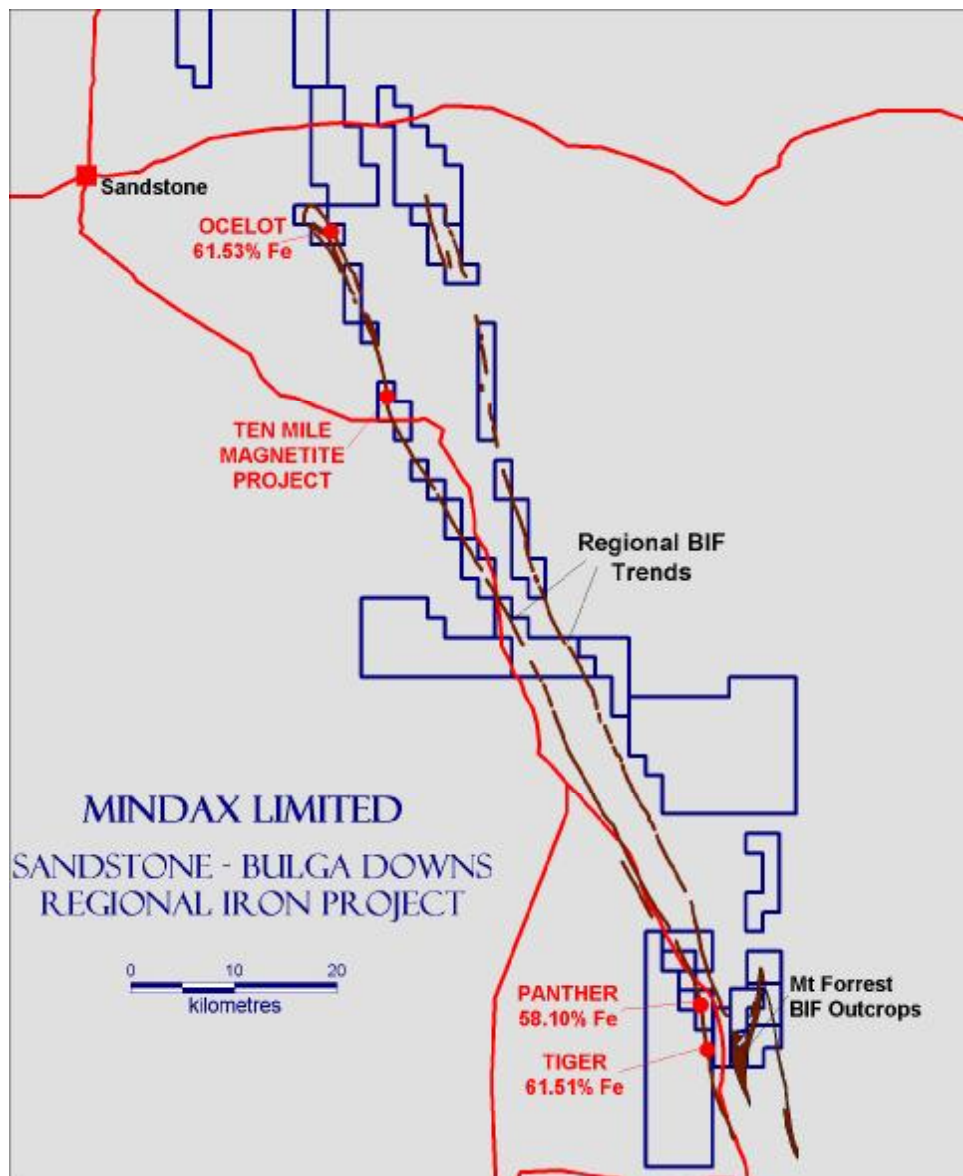 Sandstone
OCELOT
61.53% Fe
TEN MILE
MAGNETITE
PROJECT
Regional BIF
Trends
MINDAX LIMITED
SANDSTONE - BULGA DOWNS
REGIONAL IRON PROJECT
0 10 20
kilometres
PANTHER
58.10% Fe
TIGER
61.51% Fe
Mt Forrest
BIF Outcrops